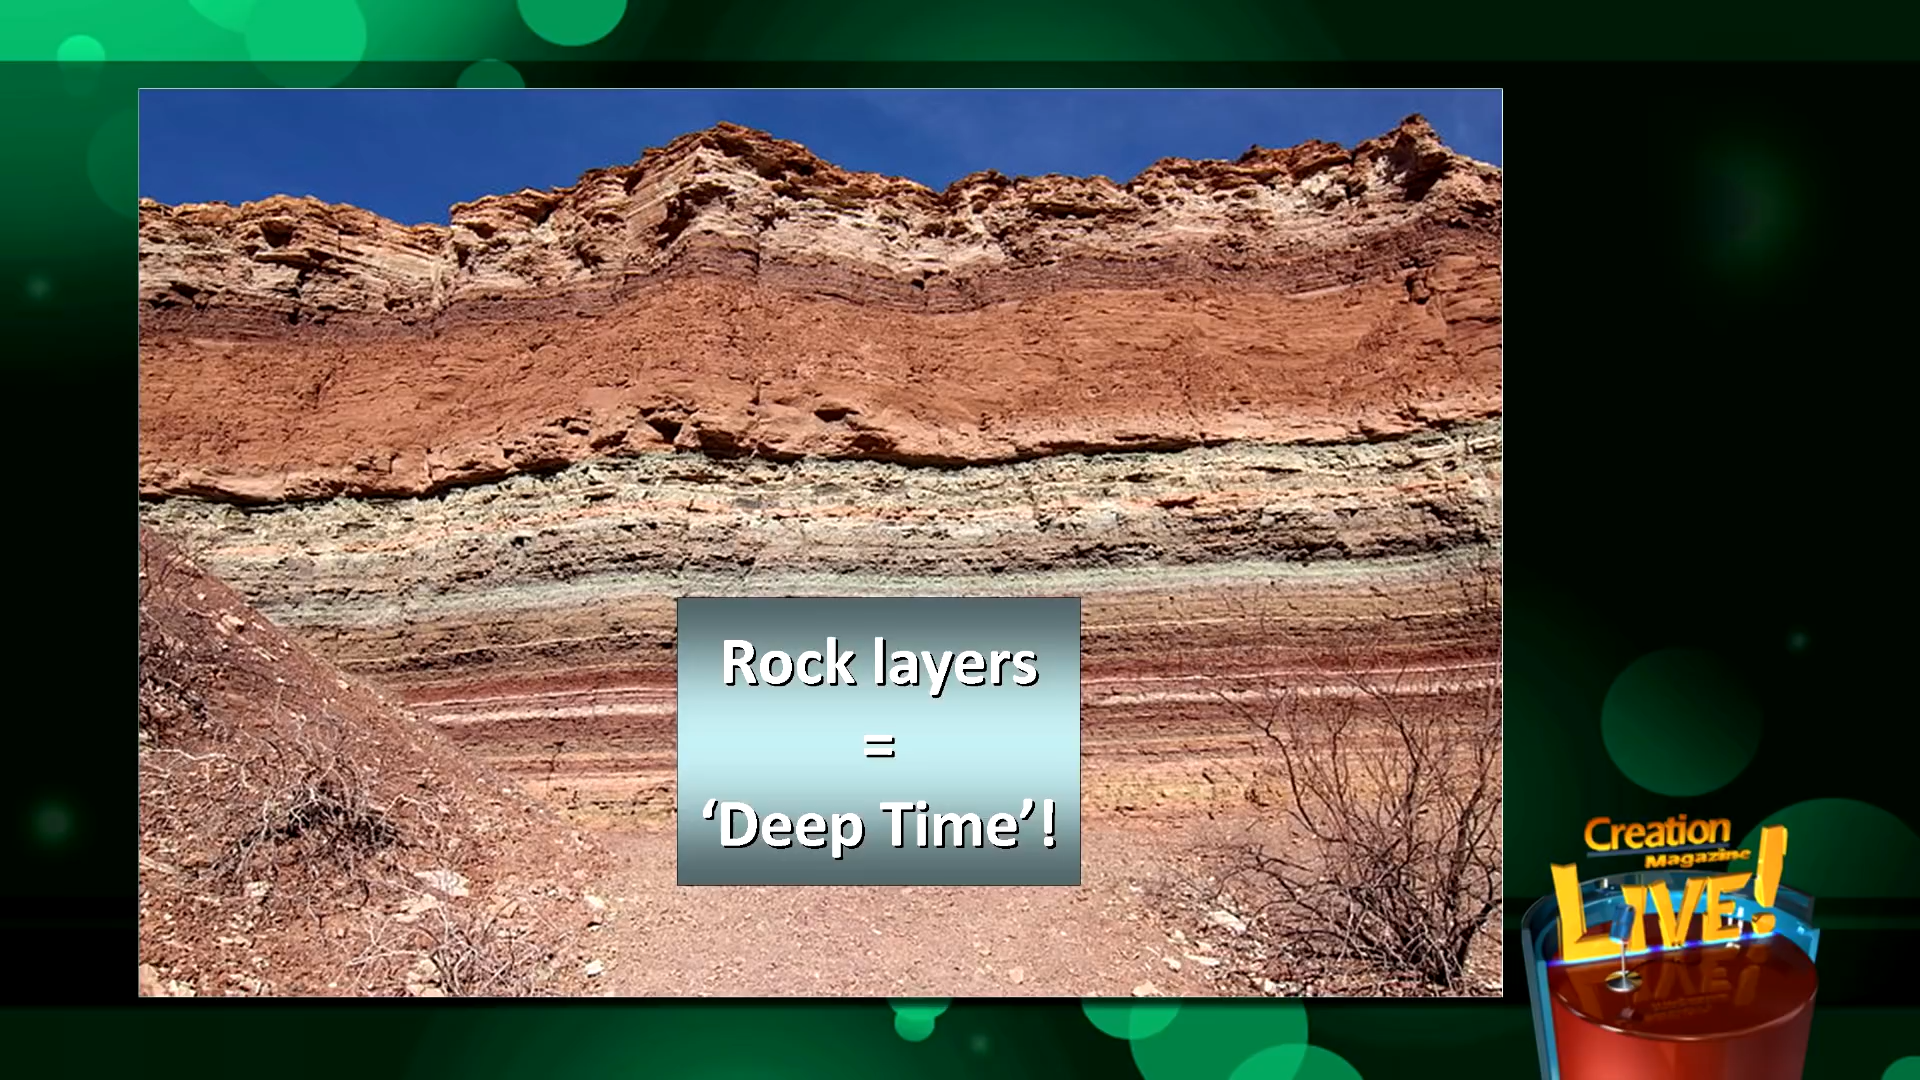 Rock layers
=
‘Deep Time’!
Creation
Magazine
LIVE!